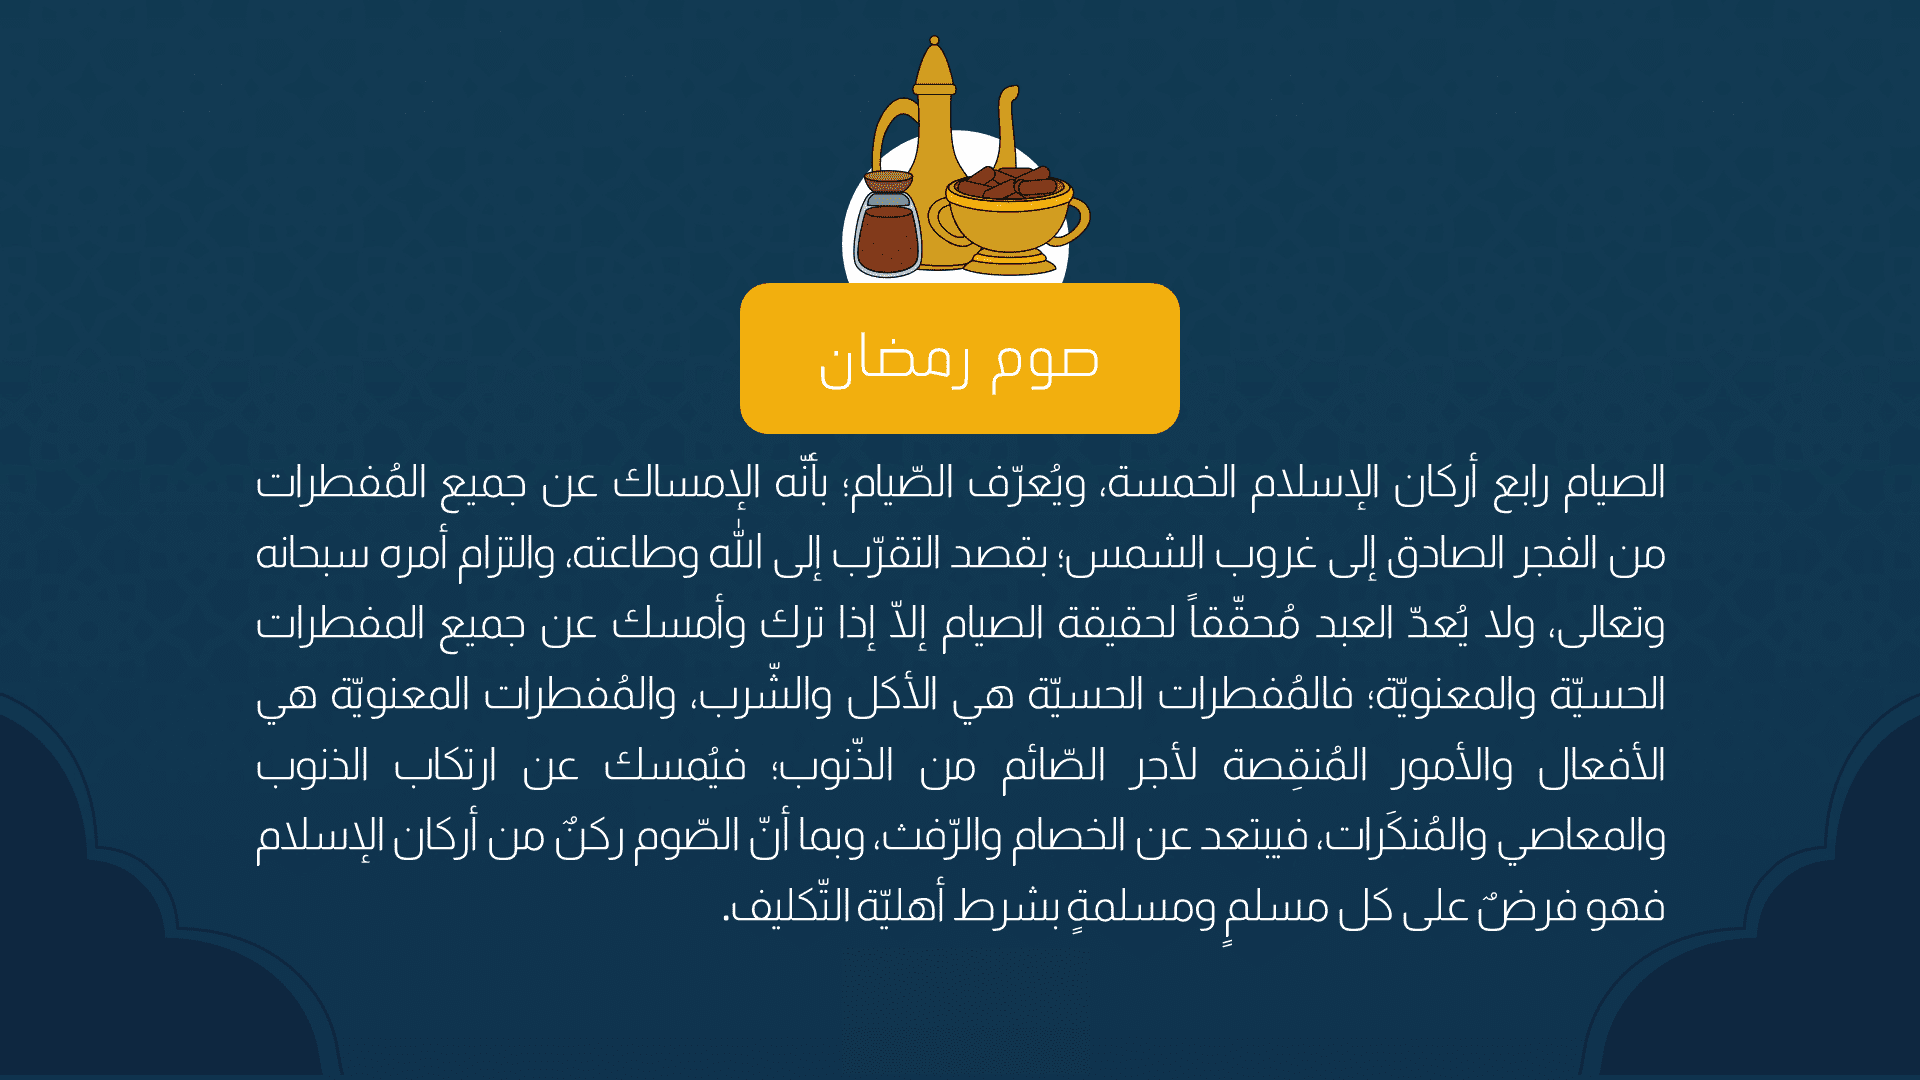 صوم رمضان
الصيام رابع أركان الإسلام الخمسة، ويُعرّف الصّيام؛ بأنّه الإمساك عن جميع المُفطرات
من الفجر الصادق إلى غروب الشمس؛ بقصد التقرّب إلى الله وطاعته، والتزام أمره سبحانه
وتعالى، ولا يُعدّ العبد مُحقّقاً لحقيقة الصيام إلاّ إذا ترك وأمسك عن جميع المفطرات
الحسيّة والمعنويّة؛ فالمُفطرات الحسيّة هي الأكل والشّرب، والمُفطرات المعنويّة هي
الأفعال والأمور المُنقِصة لأجر الصّائم من الذّنوب؛ فيُمسك عن ارتكاب الذنوب
والمعاصي والمُنكَرات، فيبتعد عن الخصام والرّفث، وبما أنّ الصّوم ركنٌ من أركان الإسلام
فهو فرضٌ على كل مسلمٍ ومسلمةٍ بشرط أهليّة التّكليف.